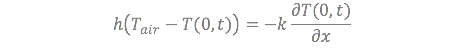 h(T_air − T(0, t)) = −k ∂T(0, t)/∂x